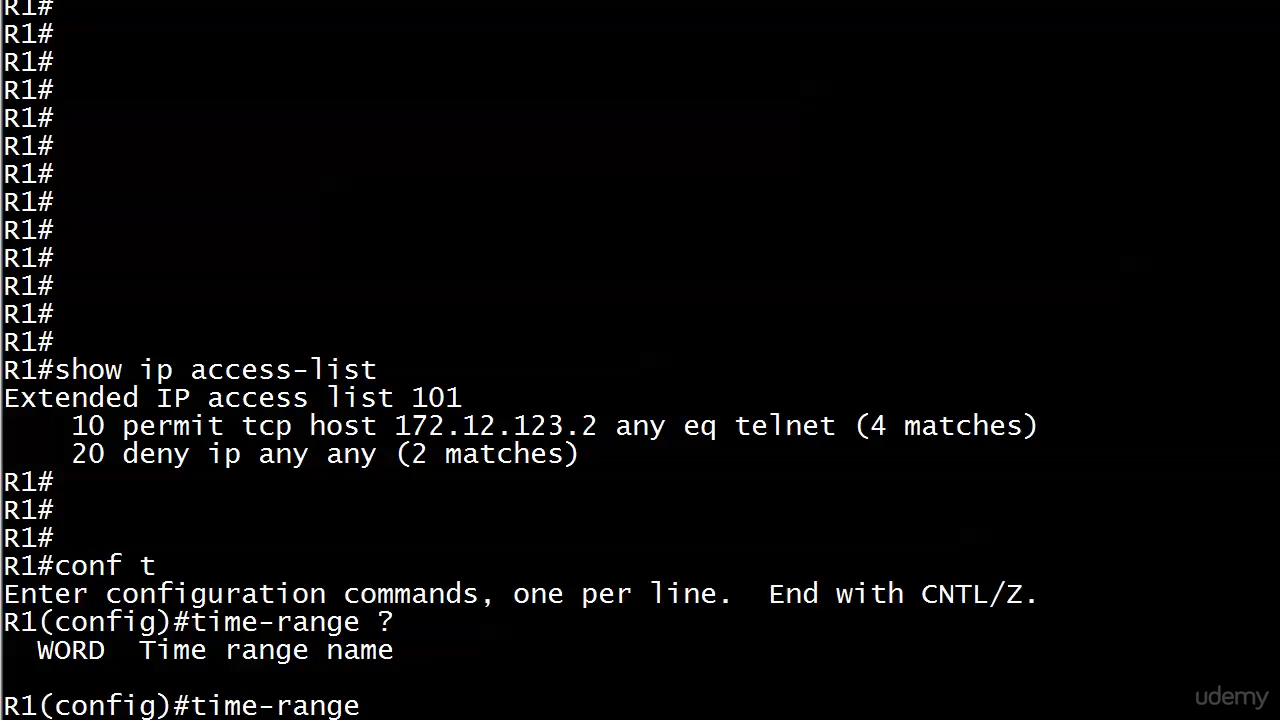 R1#
R1#
R1#
R1#
R1#
R1#
R1#
R1#
R1#
R1#
R1#
R1#
R1#
R1#show ip access-list
Extended IP access list 101
    10 permit tcp host 172.12.123.2 any eq telnet (4 matches)
    20 deny ip any any (2 matches)
R1#
R1#
R1#
R1#conf t
Enter configuration commands, one per line.  End with CNTL/Z.
R1(config)#time-range ?
  WORD  Time range name

R1(config)#time-range
udemy